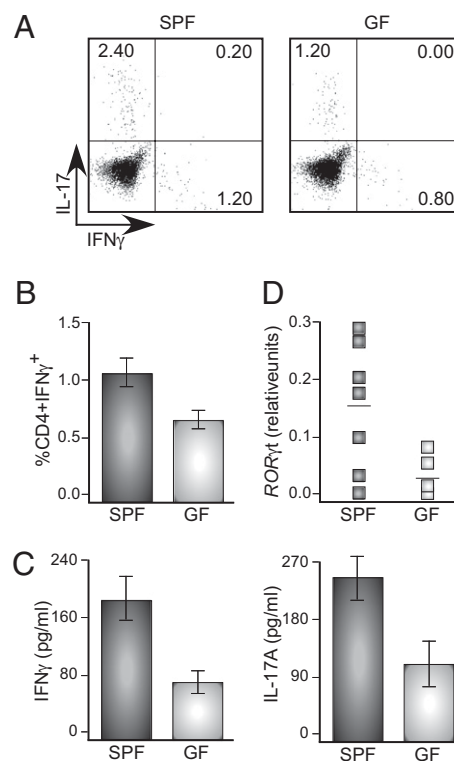 A
SPF
GF
2.40
0.20
1.20
0.00
1.20
0.80
IL-17
IFNγ
B
%CD4+IFNγ+
1.5
1.0
0.5
0.0
SPF
GF
D
RORγt (relativeunits)
0.3
0.2
0.1
0.0
SPF
GF
C
IFNγ (pg/ml)
240
160
80
0
SPF
GF
IL-17A (pg/ml)
270
180
90
0
SPF
GF